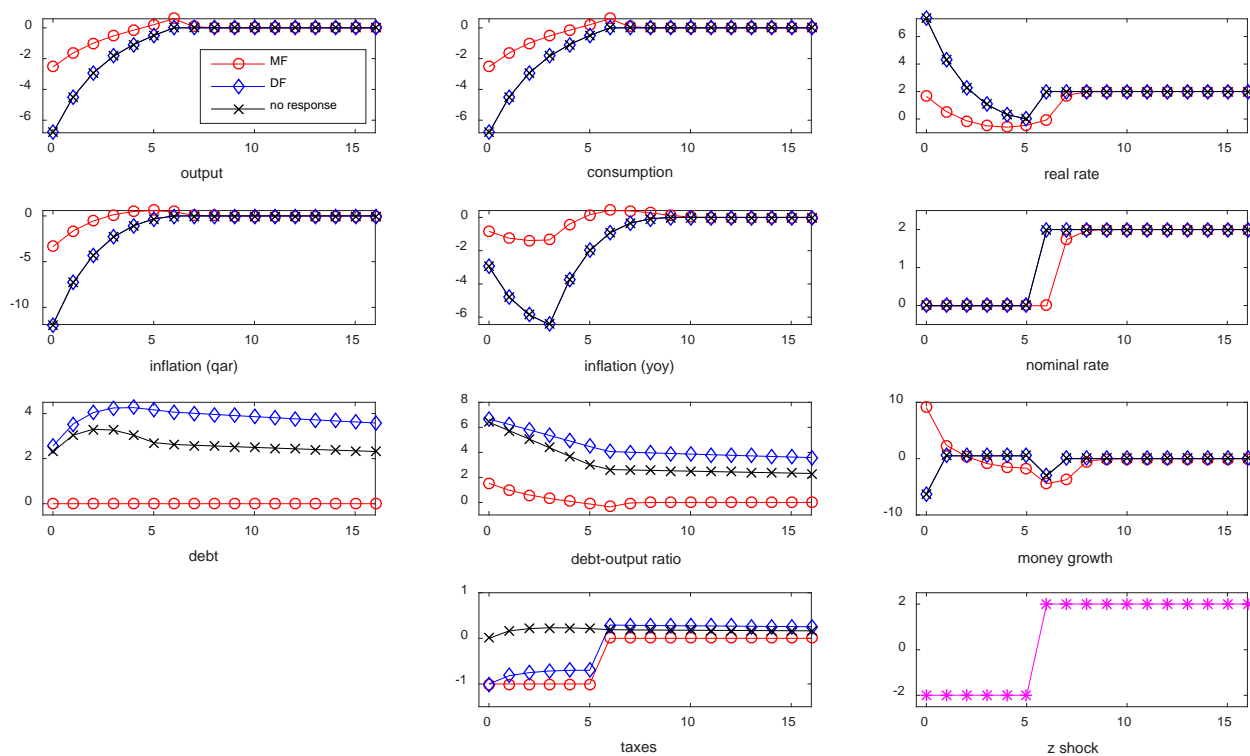 0
-2
-4
-6
0 5 10 15
output
MF
DF
no response
0
-2
-4
-6
0 5 10 15
consumption
6
4
2
0
0 5 10 15
real rate
0
-5
-10
0 5 10 15
inflation (qar)
0
-2
-4
-6
0 5 10 15
inflation (yoy)
2
1
0
0 5 10 15
nominal rate
4
2
0
0 5 10 15
debt
8
6
4
2
0
0 5 10 15
debt-output ratio
10
0
-10
0 5 10 15
money growth
1
0
-1
0 5 10 15
taxes
2
0
-2
0 5 10 15
z shock